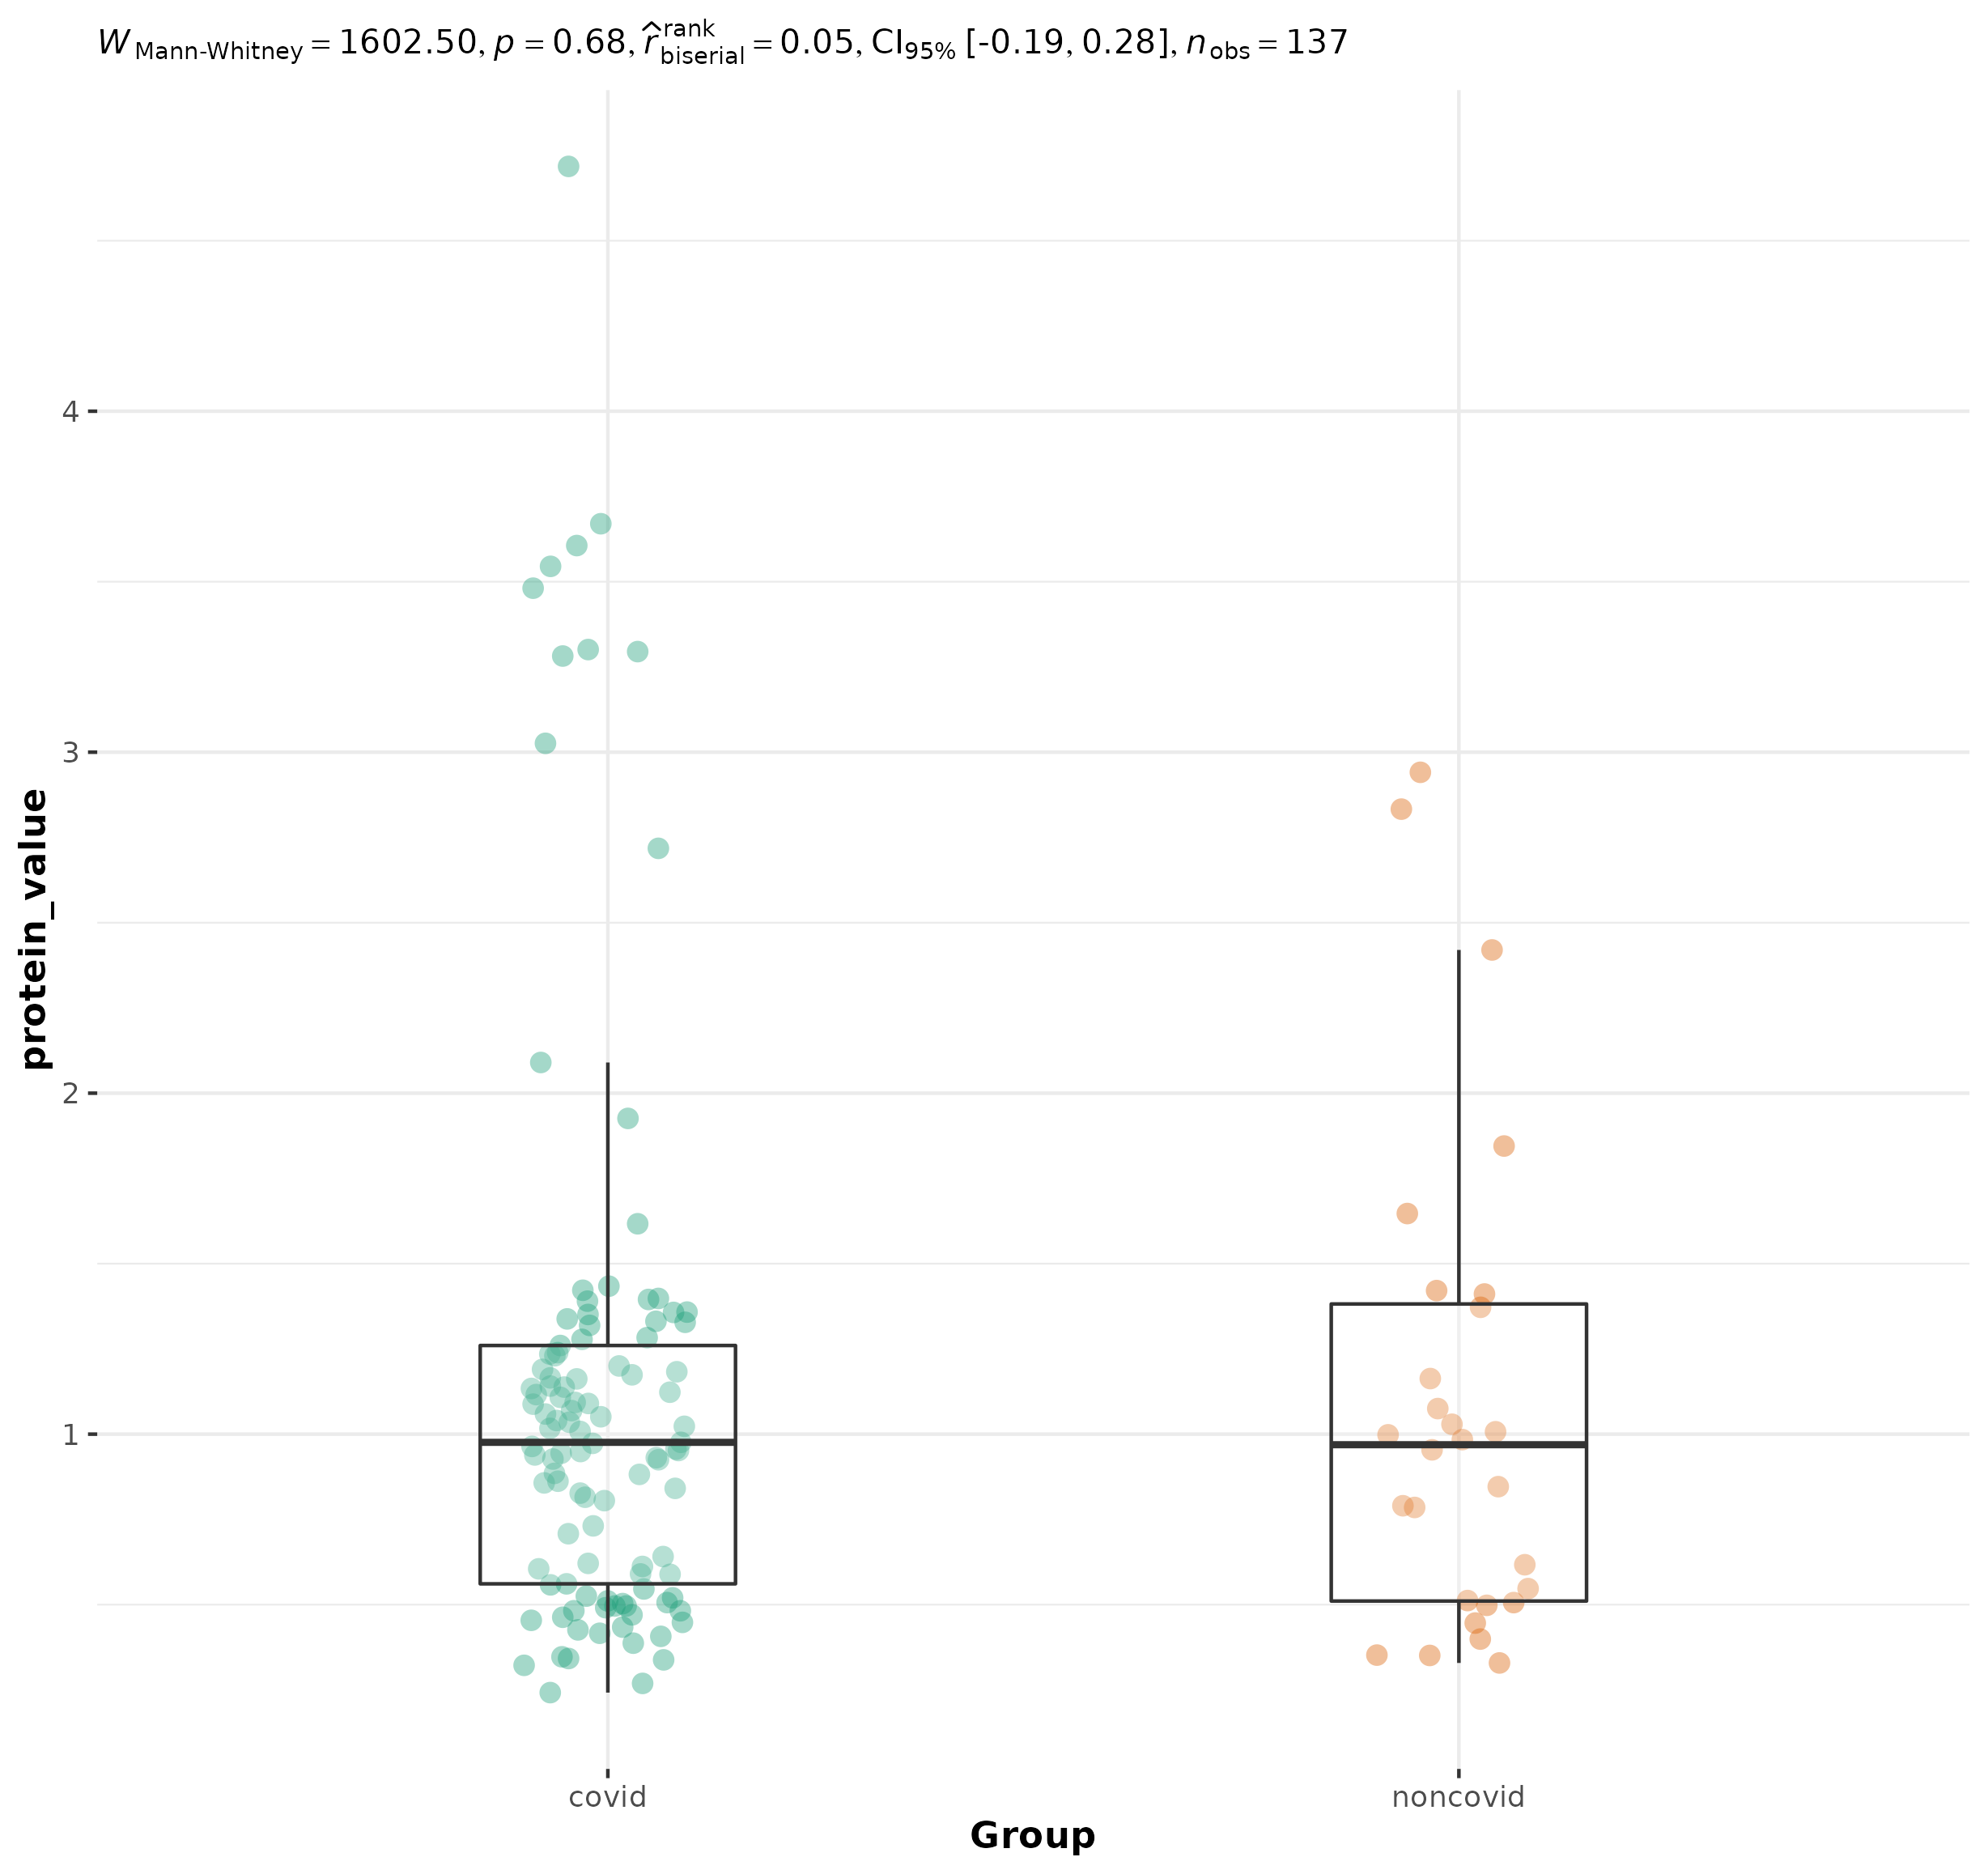 W Mann-Whitney = 1602.50, p = 0.68, r̂ rank biserial = 0.05, CI95% [-0.19, 0.28], nobs = 137
4
3
2
1
protein_value
covid noncovid
Group